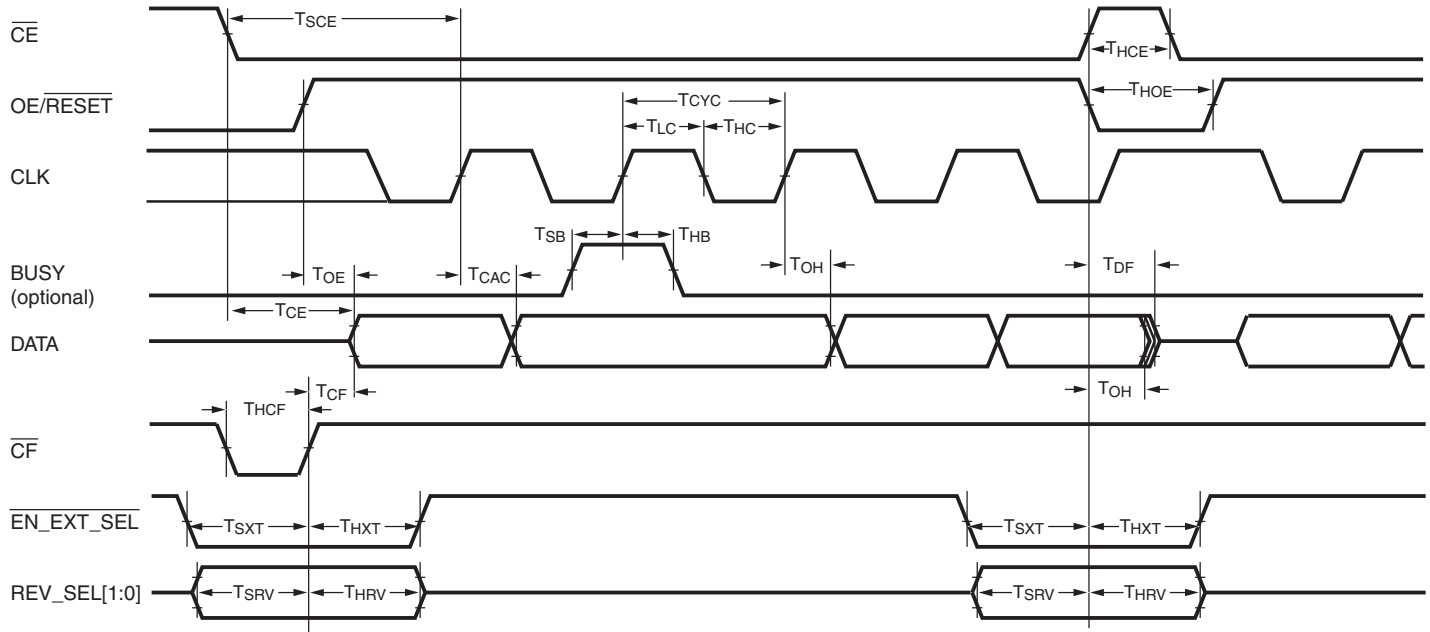 CE
TSCE
THCE
OE/RESET
THOE
TCYC
TLC
THC
CLK
TSB
THB
BUSY
(optional)
TOE
TCAC
TOH
TDF
TCE
DATA
TCF
TOH
THCF
CF
EN_EXT_SEL
TSXT
THXT
TSXT
THXT
REV_SEL[1:0]
TSRV
THRV
TSRV
THRV